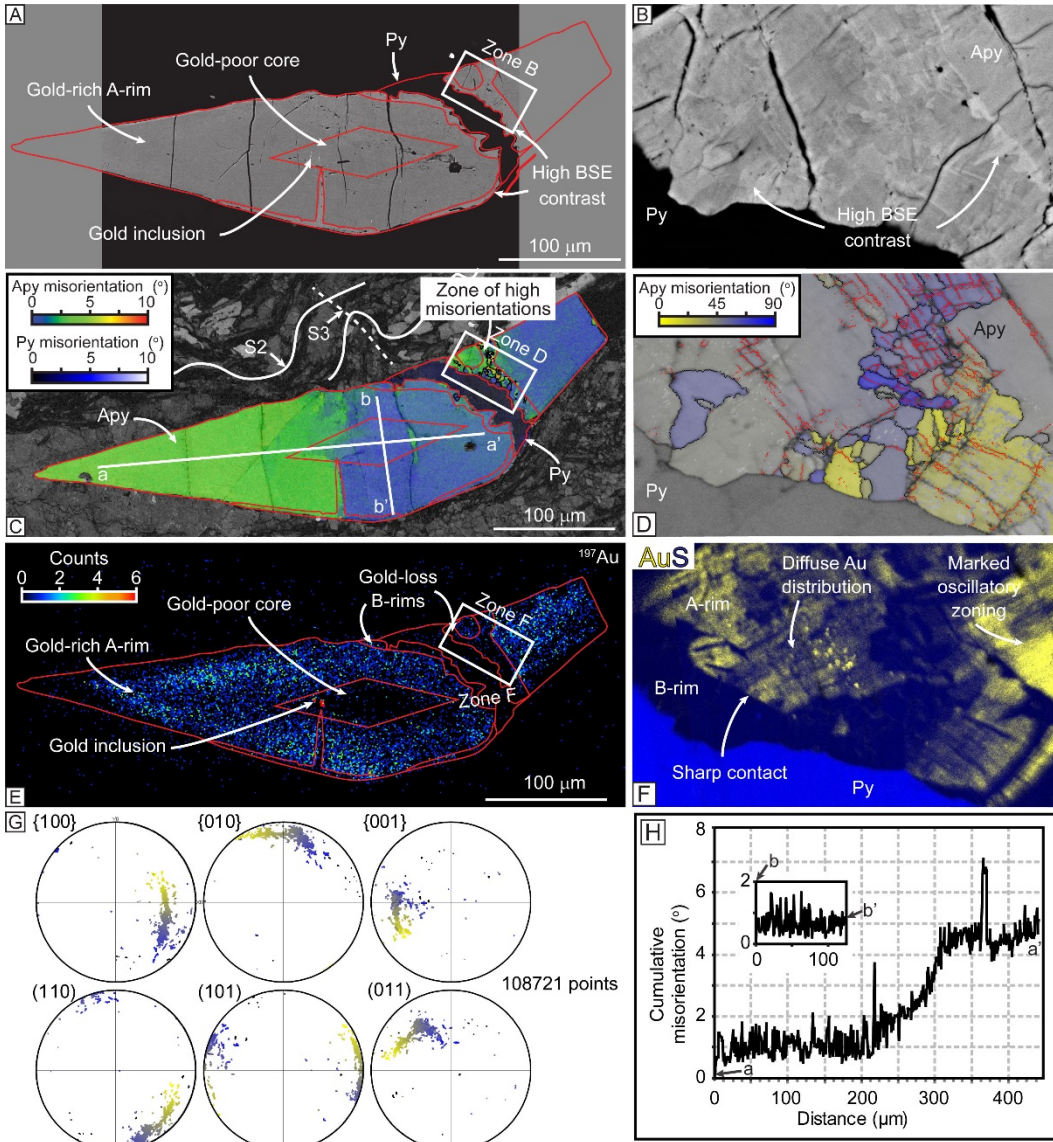 A
Gold-rich A-rim
Gold-poor core
Py
Zone B
Gold inclusion
High BSE
contrast
100 µm
B
Apy
Py
High BSE
contrast
C
Apy misorientation (°)
0 5 10
Py misorientation (°)
0 5 10
S2
S3
Zone of high
misorientations
Zone D
Apy
a
b
a’
b’
Py
100 µm
D
Apy misorientation (°)
0 45 90
Apy
Py
E
Counts
0 2 4 6
197Au
Gold-poor core
Gold-loss
B-rims
Zone F
Gold-rich A-rim
Zone F
Gold inclusion
100 µm
F
AuS
Diffuse Au
distribution
Marked
oscillatory
zoning
A-rim
B-rim
Sharp contact
Py
G
{100}
{010}
{001}
(110)
(101)
(011)
108721 points
H
8
6
4
2
0
Cumulative
misorientation (°)
b
2
b’
0
0 100
a
a’
0 100 200 300 400
Distance (µm)